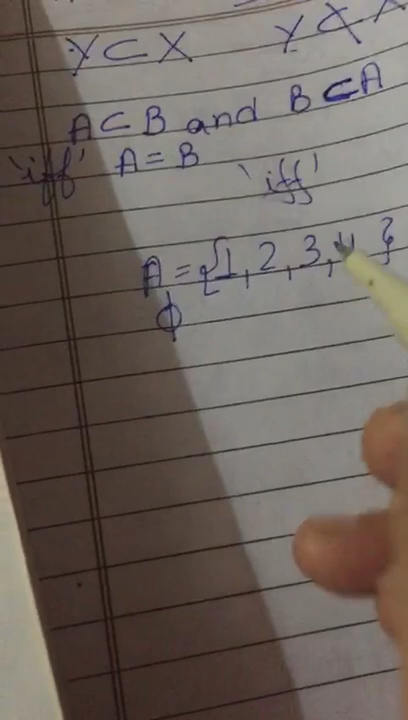 Y⊂X Y⊄X
A⊂B and B⊂A
'iff' A=B 'iff'
A={1,2,3,4}
ϕ